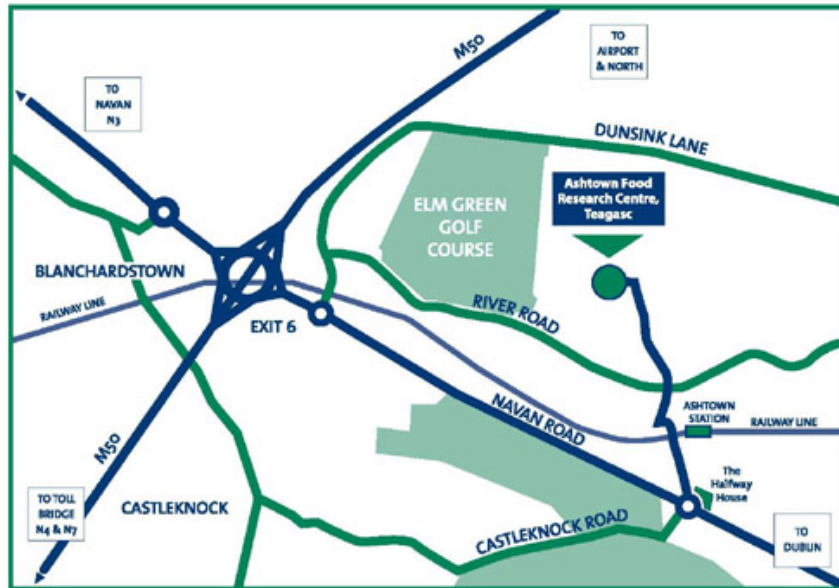 M50
TO
AIRPORT
& NORTH
TO
NAVAN
N3
DUNSINK LANE
Ashtown Food
Research Centre,
Teagasc
ELM GREEN
GOLF
COURSE
BLANCHARDSTOWN
RAILWAY LINE
EXIT 6
RIVER ROAD
NAVAN ROAD
ASHTOWN
STATION
RAILWAY LINE
M50
The
Halfway
House
TO TOLL
BRIDGE
N4 & N7
CASTLEKNOCK
CASTLEKNOCK ROAD
TO
DUBLIN